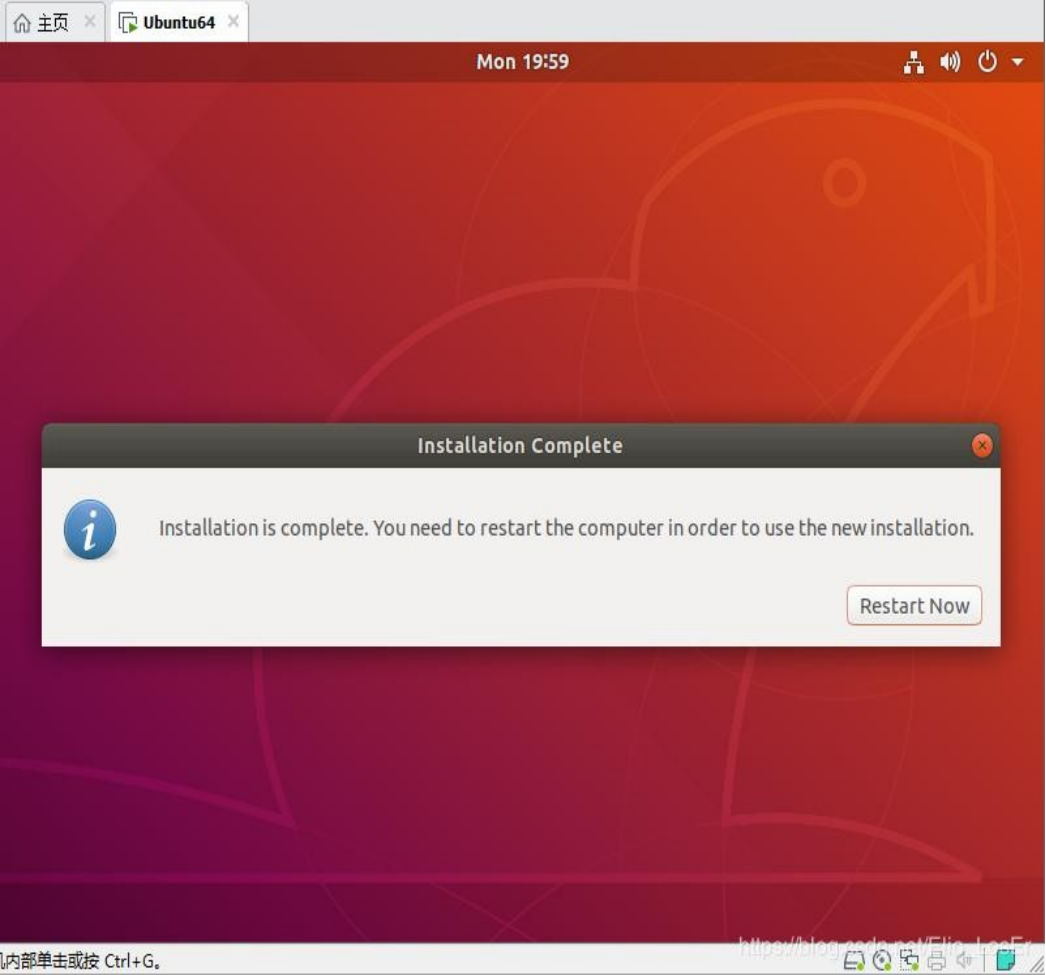 主页
Ubuntu64
Mon 19:59
Installation Complete
Installation is complete. You need to restart the computer in order to use the new installation.
Restart Now
内部单击或按 Ctrl+G。
https://blog.csdn.net/Elio_LosEr